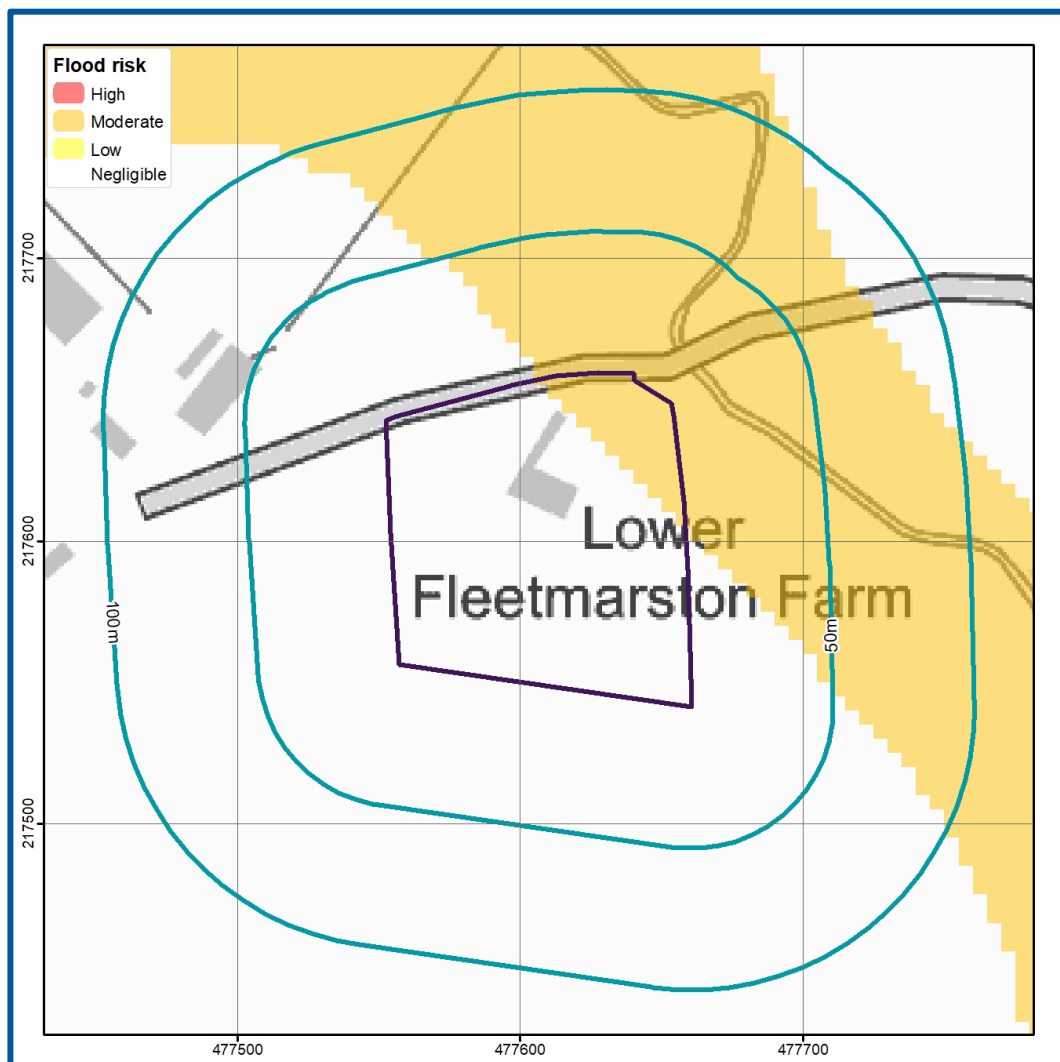 Flood risk
High
Moderate
Low
Negligible
217700
217600
217500
Lower
Fleetmarston Farm
100m
50m
477500
477600
477700